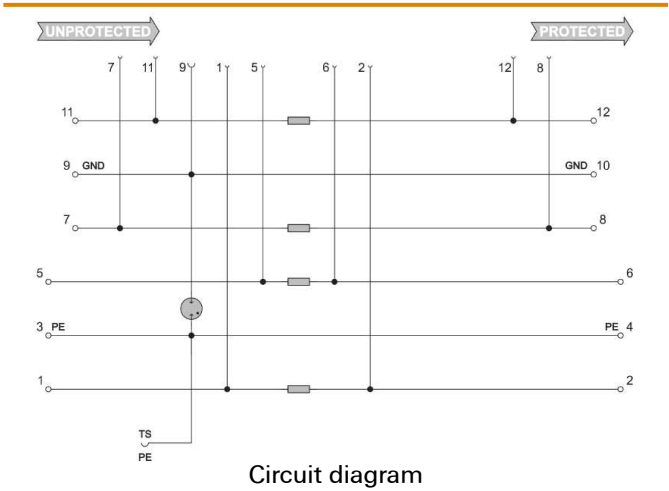 UNPROTECTED PROTECTED
7 11 9 1 5 6 2 12 8
11 12
9 GND GND 10
7 8
5 6
3 PE PE 4
1 2
TS
PE
Circuit diagram